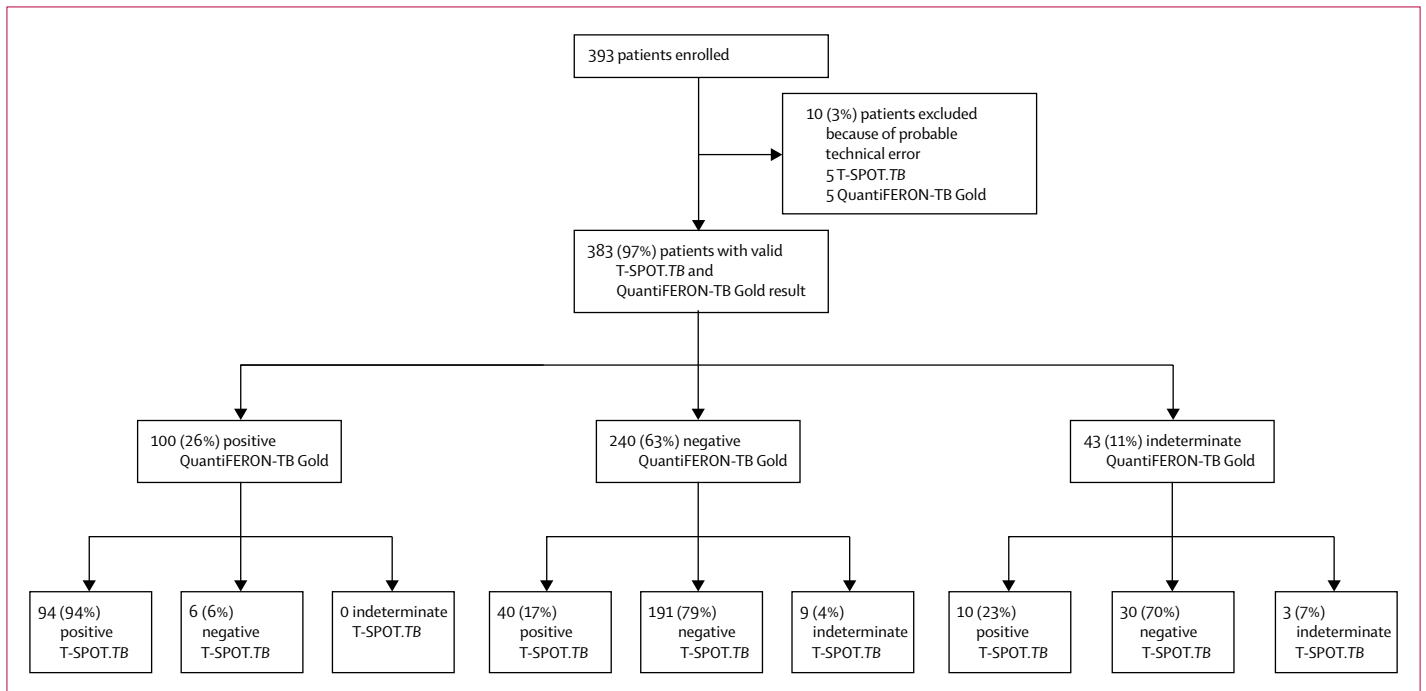 393 patients enrolled
10 (3%) patients excluded
because of probable
technical error
5 T-SPOT.TB
5 QuantiFERON-TB Gold
383 (97%) patients with valid
T-SPOT.TB and
QuantiFERON-TB Gold result
100 (26%) positive
QuantiFERON-TB Gold
240 (63%) negative
QuantiFERON-TB Gold
43 (11%) indeterminate
QuantiFERON-TB Gold
94 (94%)
positive
T-SPOT.TB
6 (6%)
negative
T-SPOT.TB
0 indeterminate
T-SPOT.TB
40 (17%)
positive
T-SPOT.TB
191 (79%)
negative
T-SPOT.TB
9 (4%)
indeterminate
T-SPOT.TB
10 (23%)
positive
T-SPOT.TB
30 (70%)
negative
T-SPOT.TB
3 (7%)
indeterminate
T-SPOT.TB